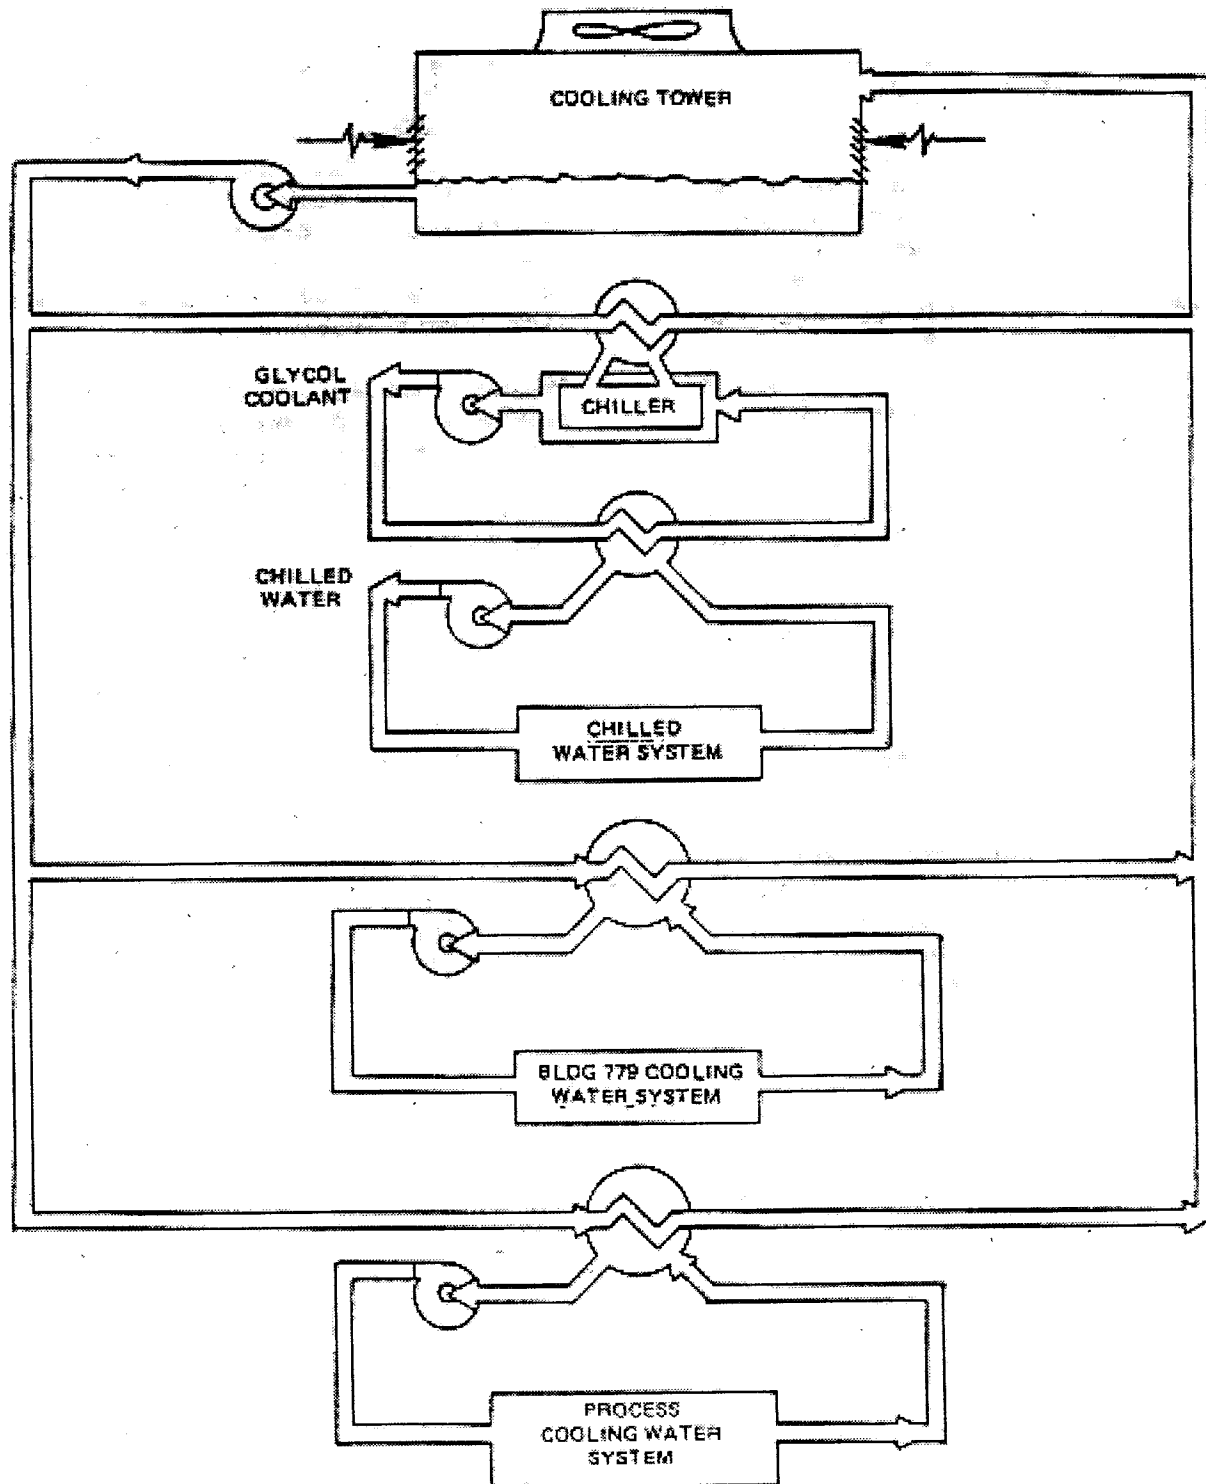 COOLING TOWER
GLYCOL
COOLANT
CHILLER
CHILLED
WATER
CHILLED
WATER SYSTEM
BLDG 779 COOLING
WATER SYSTEM
PROCESS
COOLING WATER
SYSTEM